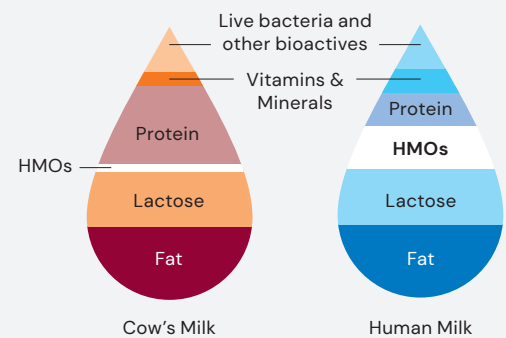 Live bacteria and
other bioactives
Vitamins &
Minerals
Protein
Protein
HMOs
HMOs
Lactose
Lactose
Fat
Fat
Cow's Milk
Human Milk